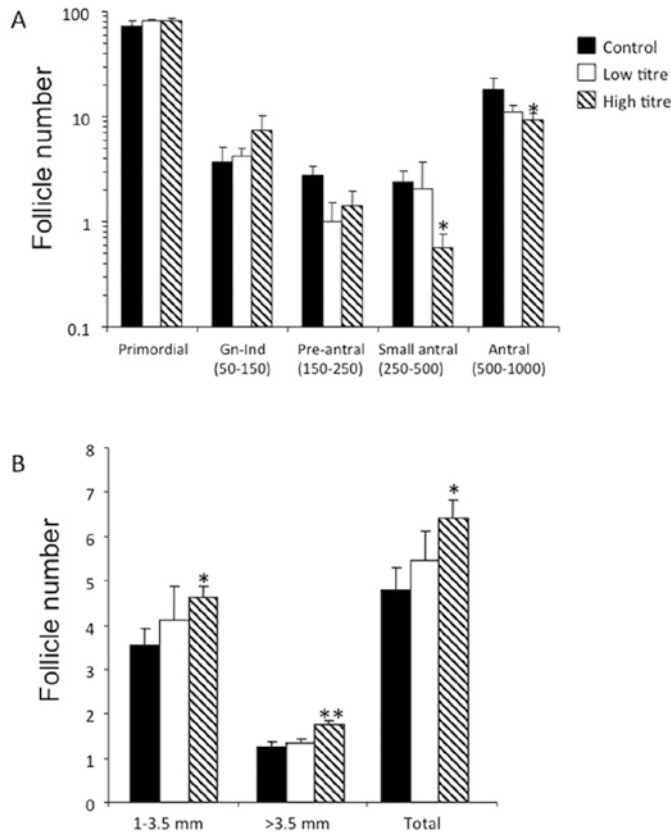 A
Follicle number
100
10
1
0.1
*
*
Control
Low titre
High titre
Primordial
Gn-Ind
(50-150)
Pre-antral
(150-250)
Small antral
(250-500)
Antral
(500-1000)
B
Follicle number
8
7
6
5
4
3
2
1
0
*
**
*
1-3.5 mm
>3.5 mm
Total